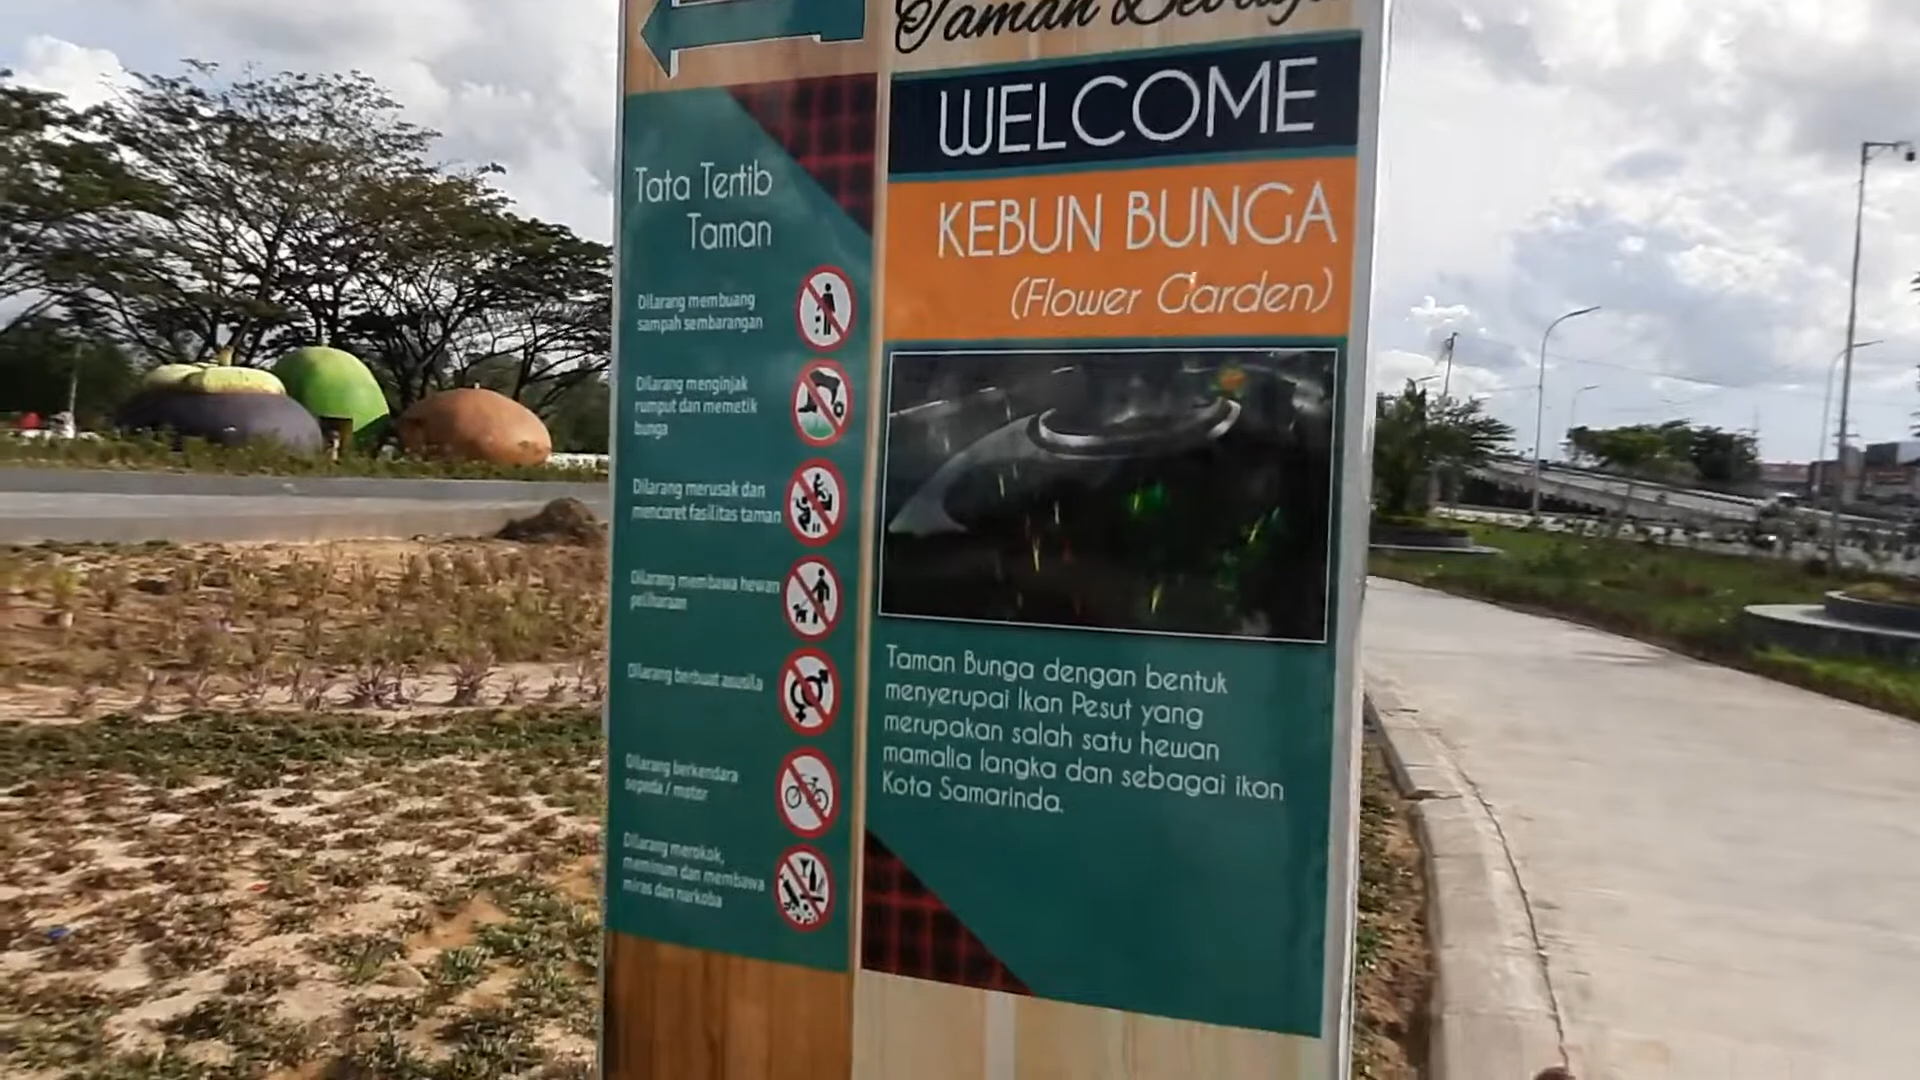 Taman
WELCOME
KEBUN BUNGA
(Flower Garden)
Tata Tertib
Taman
Dilarang membuang
sampah sembarangan
Dilarang menginjak
rumput dan memetik
bunga
Dilarang merusak dan
mencoret fasilitas taman
Dilarang membawa hewan
peliharaan
Dilarang berbuat asusila
Dilarang berkendara
sepeda / motor
Dilarang merokok,
meminum dan membawa
miras dan narkoba
Taman Bunga dengan bentuk
menyerupai Ikan Pesut yang
merupakan salah satu hewan
mamalia langka dan sebagai ikon
Kota Samarinda.